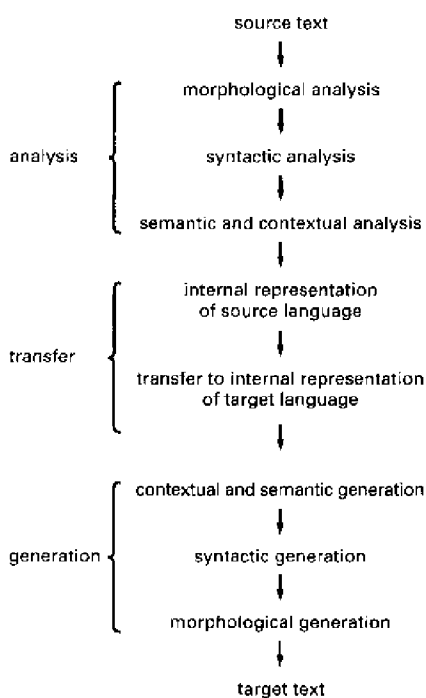 source text
morphological analysis
analysis
syntactic analysis
semantic and contextual analysis
internal representation
of source language
transfer
transfer to internal representation
of target language
contextual and semantic generation
generation
syntactic generation
morphological generation
target text